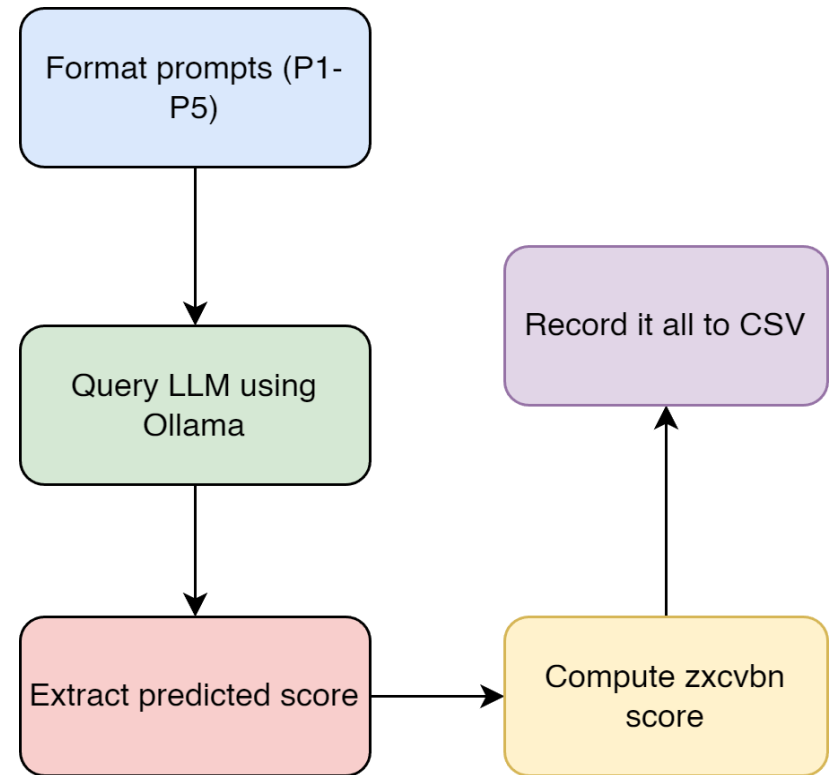 Format prompts (P1-
P5)
Query LLM using
Ollama
Extract predicted score
Compute zxcvbn
score
Record it all to CSV